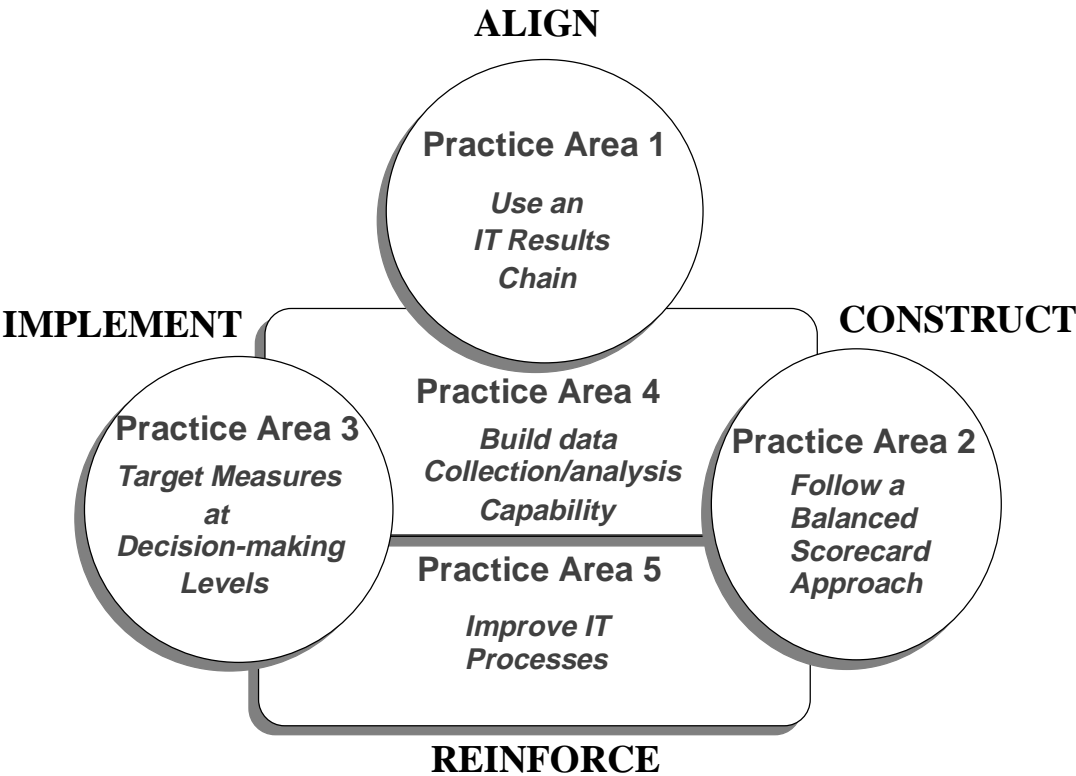 ALIGN
Practice Area 1
Use an
IT Results
Chain
IMPLEMENT
CONSTRUCT
Practice Area 4
Build data
Collection/analysis
Capability
Practice Area 3
Target Measures
at
Decision-making
Levels
Practice Area 2
Follow a
Balanced
Scorecard
Approach
Practice Area 5
Improve IT
Processes
REINFORCE